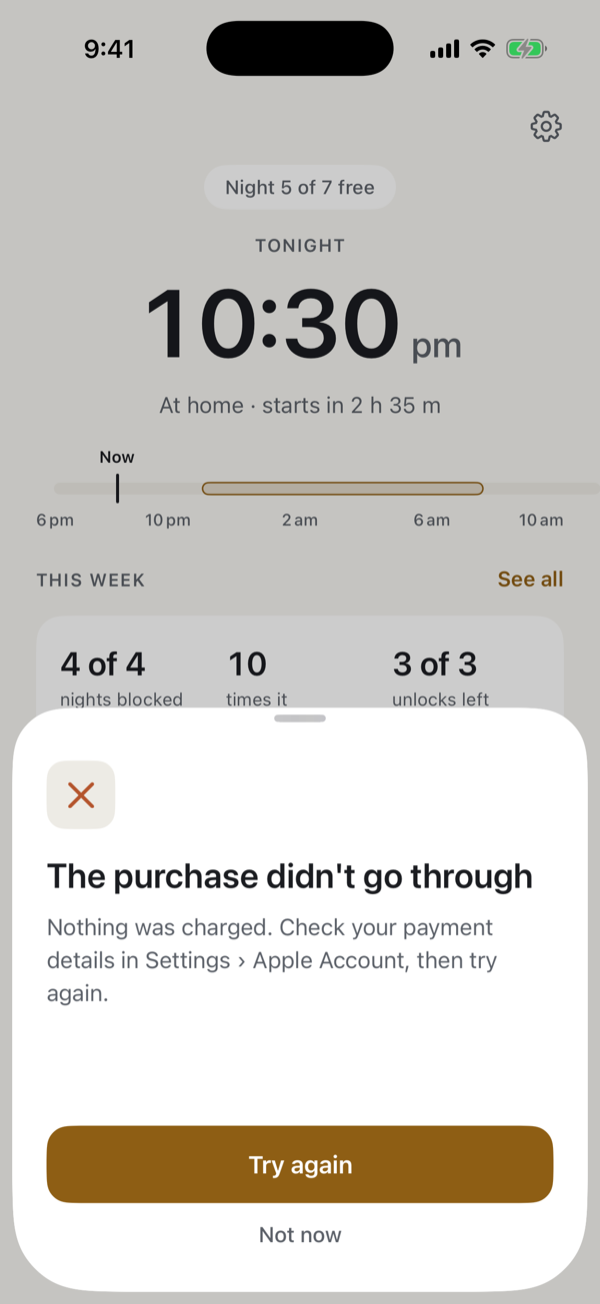 9:41
Night 5 of 7 free
TONIGHT
10:30 pm
At home · starts in 2 h 35 m
Now
6 pm 10 pm 2 am 6 am 10 am
THIS WEEK See all
4 of 4 10 3 of 3
nights blocked times it unlocks left
The purchase didn't go through
Nothing was charged. Check your payment
details in Settings › Apple Account, then try
again.
Try again
Not now